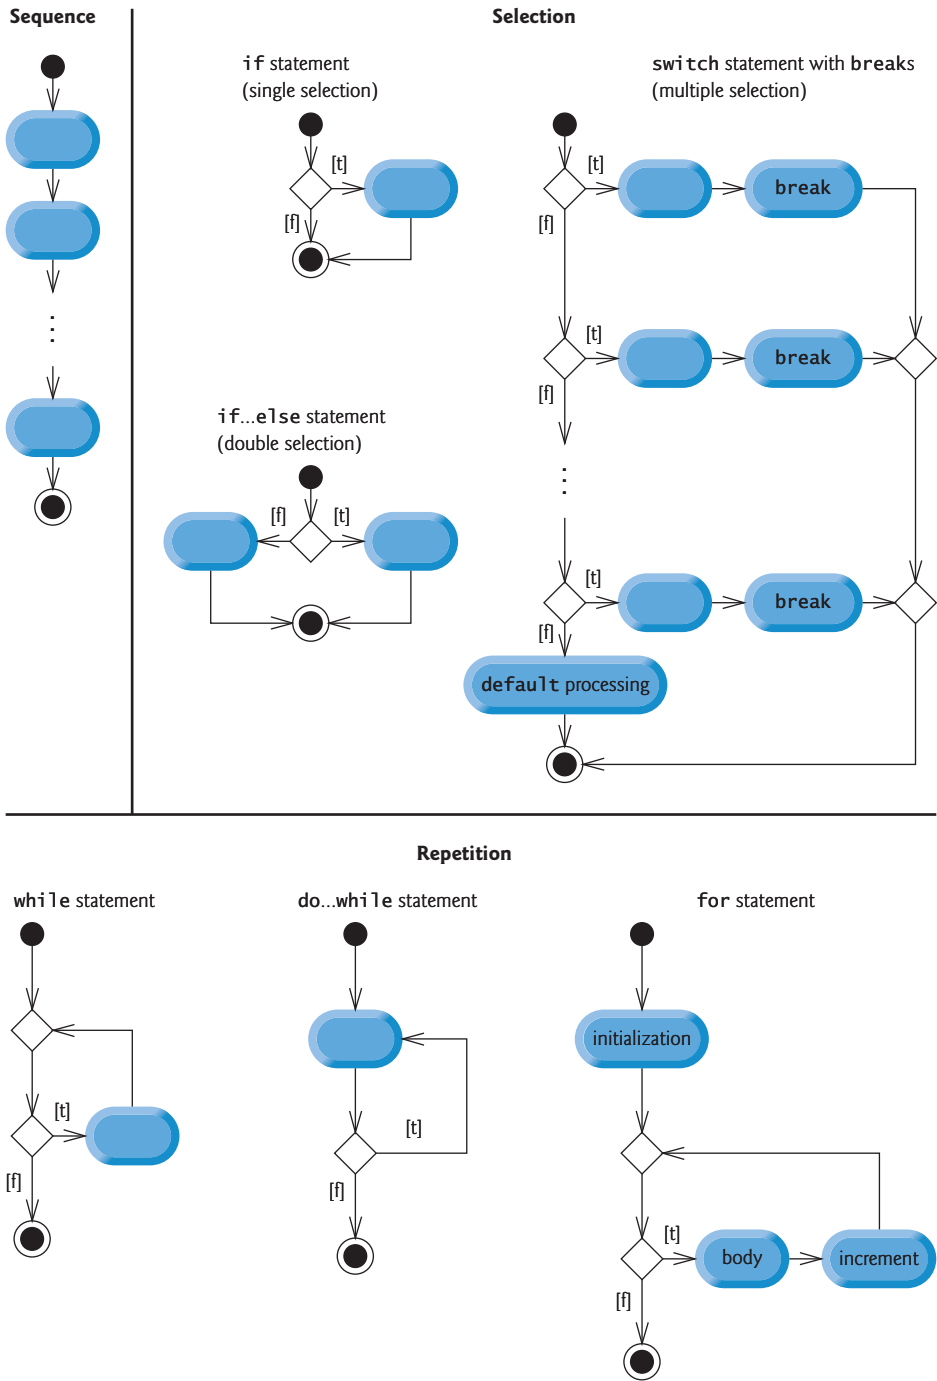 Sequence
Selection
if statement
(single selection)
[t]
[f]
switch statement with breaks
(multiple selection)
[t]
break
[f]
[t]
break
[f]
⋮
[t]
break
[f]
default processing
⋮
if...else statement
(double selection)
[f]
[t]
Repetition
while statement
[t]
[f]
do...while statement
[t]
[f]
for statement
initialization
[t]
body
increment
[f]